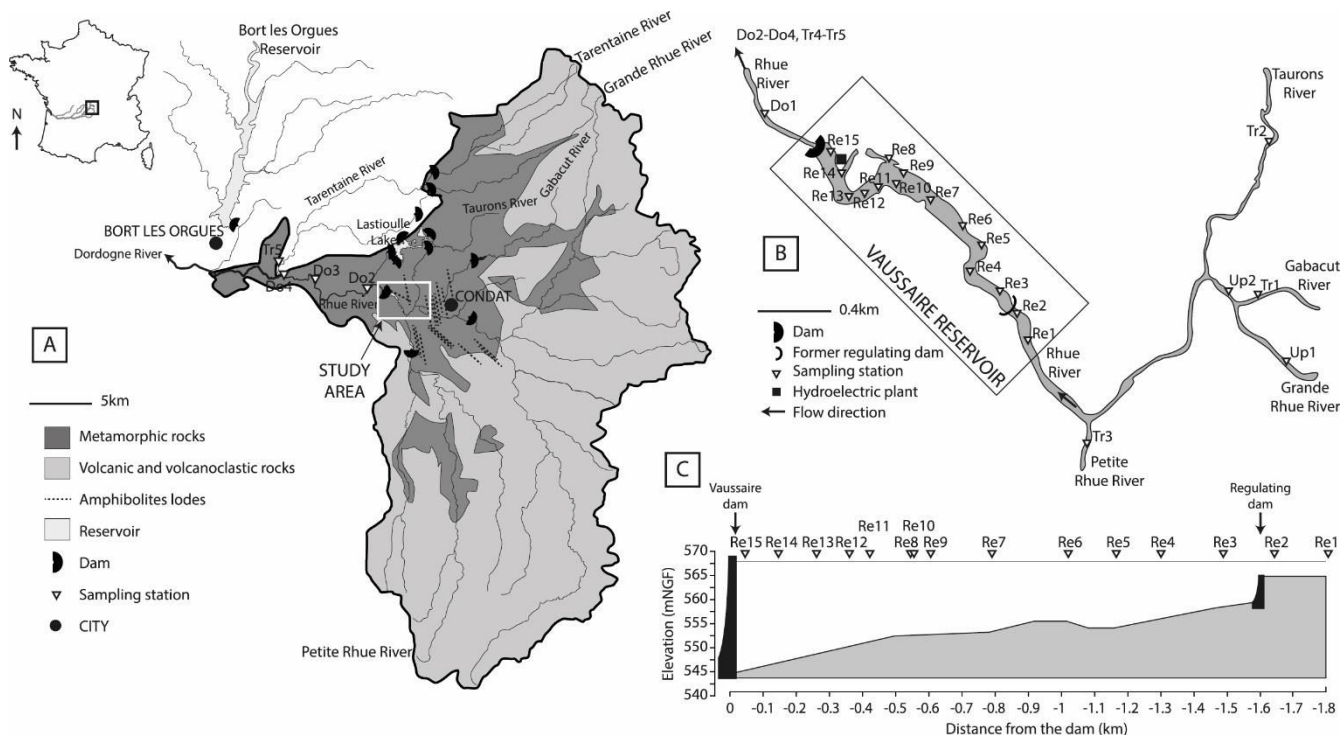 Bort les Orgues
Reservoir
N
Tarentaine River
Grande Rhue River
Gabacut River
Tarentaine River
Taurons River
Lastioulle
Lake
BORT LES ORGUES
Dordogne River
Tr5
Do4
Do3
Do2
Rhue River
CONDAT
STUDY
AREA
A
5km
Metamorphic rocks
Volcanic and volcanoclastic rocks
Amphibolites lodes
Reservoir
Dam
Sampling station
CITY
Petite Rhue River
Do2-Do4, Tr4-Tr5
Rhue
River
Do1
Re15
Re14
Re13
Re12
Re11
Re8
Re9
Re10
Re7
Re6
Re5
Re4
Re3
Re2
Re1
Rhue
River
VAUSSAIRE RESERVOIR
Taurons
River
Tr2
Gabacut
River
Up2
Tr1
Up1
Grande
Rhue River
Tr3
Petite
Rhue River
B
0.4km
Dam
Former regulating dam
Sampling station
Hydroelectric plant
Flow direction
C
Vaussaire
dam
Regulating
dam
Re15 Re14 Re13 Re12 Re11 Re8 Re10 Re9 Re7 Re6 Re5 Re4 Re3 Re2 Re1
Elevation (mNGF)
570
565
560
555
550
545
540
0 -0.1 -0.2 -0.3 -0.4 -0.5 -0.6 -0.7 -0.8 -0.9 -1 -1.1 -1.2 -1.3 -1.4 -1.5 -1.6 -1.7 -1.8
Distance from the dam (km)